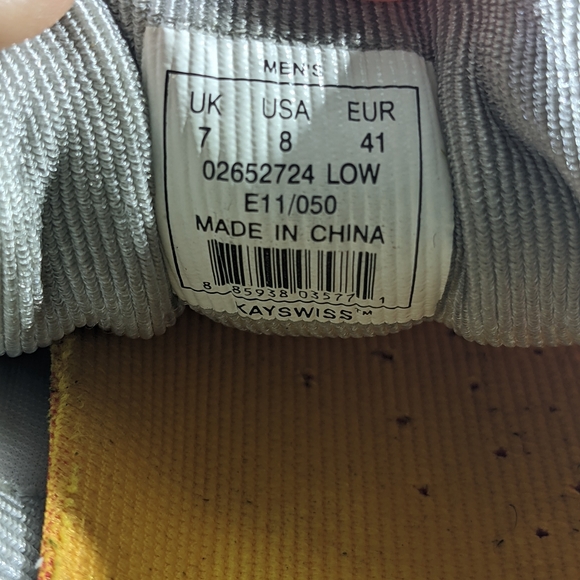 MEN'S
UK USA EUR
7 8 41
02652724 LOW
E11/050
MADE IN CHINA
8 85938 03577 1
KAYSWISS™